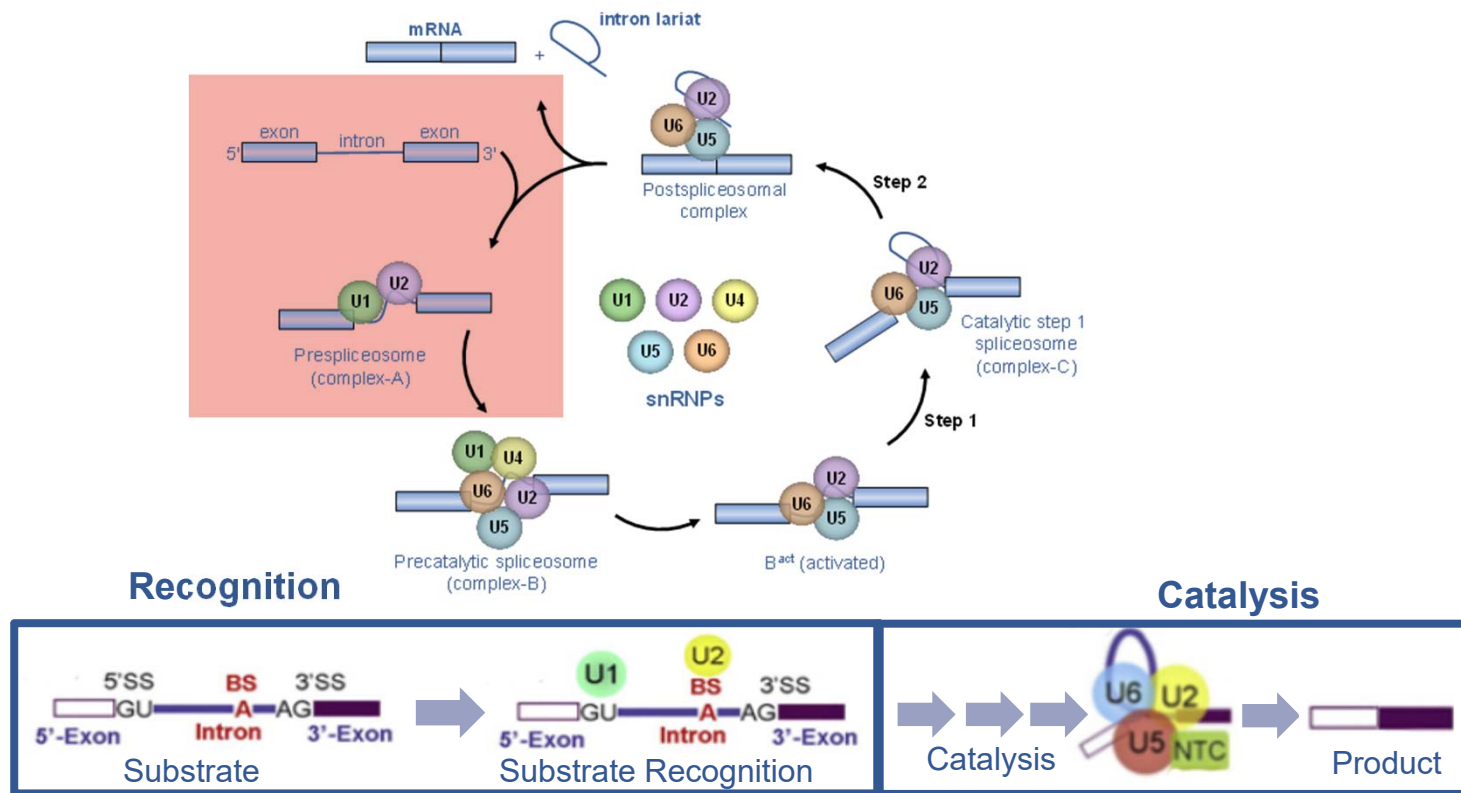 intron lariat
mRNA
+
exon
intron
exon
5'
3'
U2
U6
U5
Postspliceosomal
complex
Step 2
U1
U2
Prespliceosome
(complex-A)
U1
U2
U4
U5
U6
snRNPs
U2
U6
U5
Catalytic step 1
spliceosome
(complex-C)
Step 1
U1
U4
U6
U2
U5
Precatalytic spliceosome
(complex-B)
U2
U6
U5
Bact (activated)
Recognition
Catalysis
5'SS
BS
3'SS
GU
A
AG
5'-Exon
Intron
3'-Exon
Substrate
U1
U2
BS
3'SS
GU
A
AG
5'-Exon
Intron
3'-Exon
Substrate Recognition
Catalysis
U6
U2
U5
NTC
Product